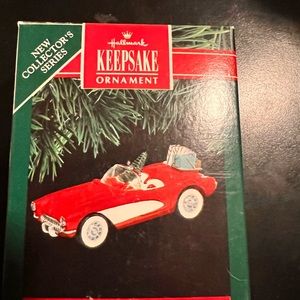 NEW
COLLECTOR'S
SERIES
Hallmark
KEEPSAKE
ORNAMENT